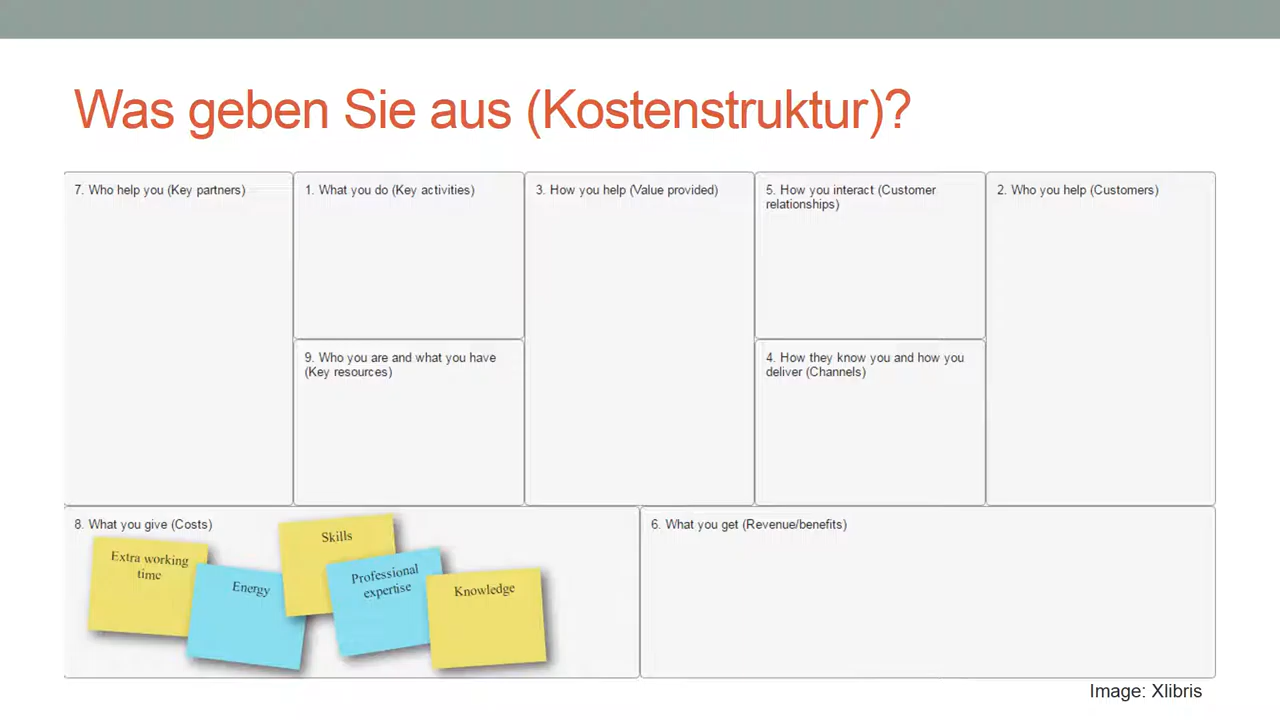 Was geben Sie aus (Kostenstruktur)?
7. Who help you (Key partners)
1. What you do (Key activities)
3. How you help (Value provided)
5. How you interact (Customer
relationships)
2. Who you help (Customers)
9. Who you are and what you have
(Key resources)
4. How they know you and how you
deliver (Channels)
8. What you give (Costs)
Extra working
time
Energy
Skills
Professional
expertise
Knowledge
6. What you get (Revenue/benefits)
Image: Xlibris